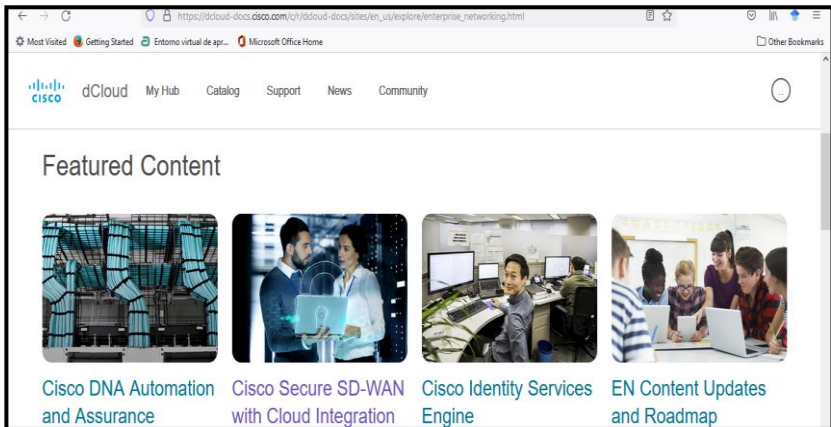 https://dcloud-docs.cisco.com/c/r/dcloud-docs/sites/en_us/explore/enterprise_networking.html
Most Visited Getting Started Entorno virtual de apr... Microsoft Office Home Other Bookmarks
CISCO dCloud My Hub Catalog Support News Community
Featured Content
Cisco DNA Automation
and Assurance
Cisco Secure SD-WAN
with Cloud Integration
Cisco Identity Services
Engine
EN Content Updates
and Roadmap